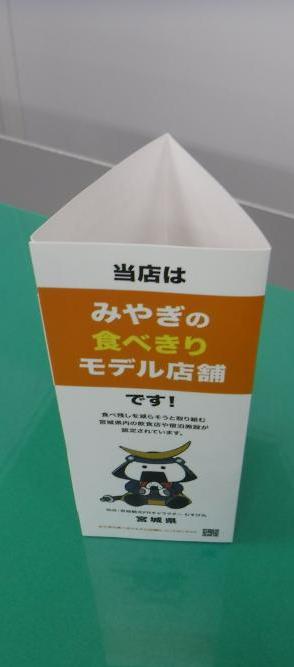 当店は
みやぎの
食べきり
モデル店舗
です!
食べ残しを減らそうと取り組む
宮城県内の飲食店や宿泊施設が
認定されています。
宮城県